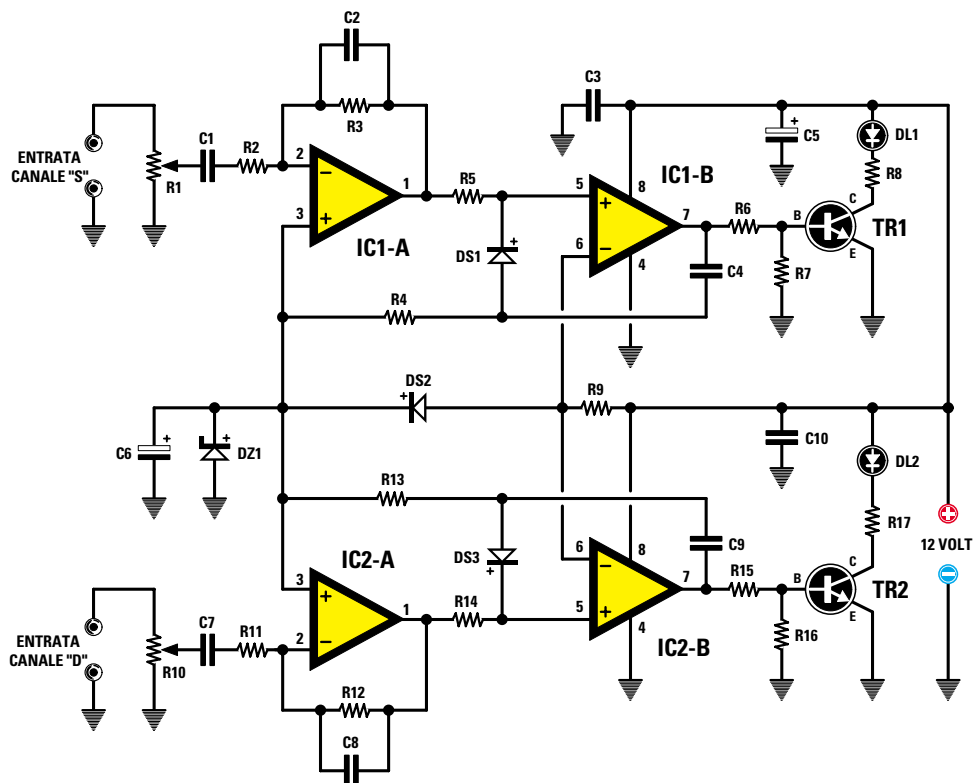 C2
R3
C3
C1
R2
ENTRATA
CANALE "S"
R1
2
3
1
IC1-A
R5
DS1
+
5
6
8
7
4
IC1-B
R6
R7
C4
B
C
E
TR1
C5
+
DL1
R8
R4
DS2
+
R9
C6
+
DZ1
+
C10
DL2
R17
12 VOLT
R13
DS3
+
IC2-A
3
2
1
R14
6
5
8
7
4
IC2-B
C9
R15
R16
B
C
E
TR2
ENTRATA
CANALE "D"
R10
C7
R11
R12
C8